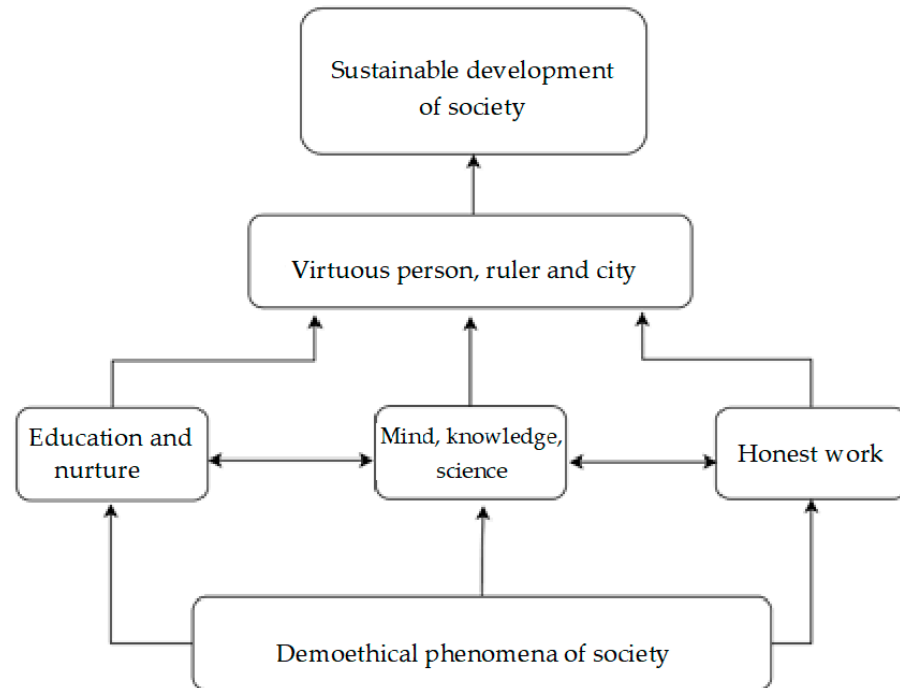 Sustainable development
of society
Virtuous person, ruler and city
Education and
nurture
Mind, knowledge,
science
Honest work
Demoethical phenomena of society